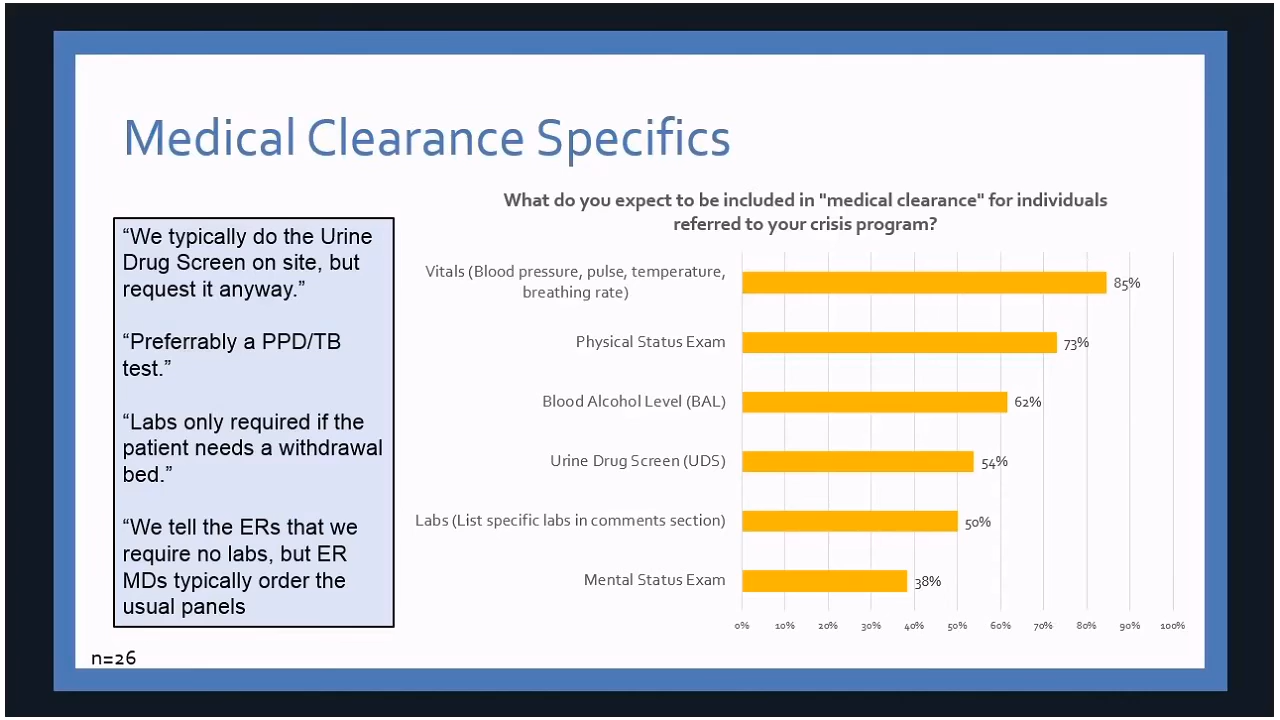 Medical Clearance Specifics
“We typically do the Urine
Drug Screen on site, but
request it anyway.”
“Preferrably a PPD/TB
test.”
“Labs only required if the
patient needs a withdrawal
bed.”
“We tell the ERs that we
require no labs, but ER
MDs typically order the
usual panels
What do you expect to be included in "medical clearance" for individuals
referred to your crisis program?
Vitals (Blood pressure, pulse, temperature,
breathing rate)
85%
Physical Status Exam
73%
Blood Alcohol Level (BAL)
62%
Urine Drug Screen (UDS)
54%
Labs (List specific labs in comments section)
50%
Mental Status Exam
38%
0% 10% 20% 30% 40% 50% 60% 70% 80% 90% 100%
n=26